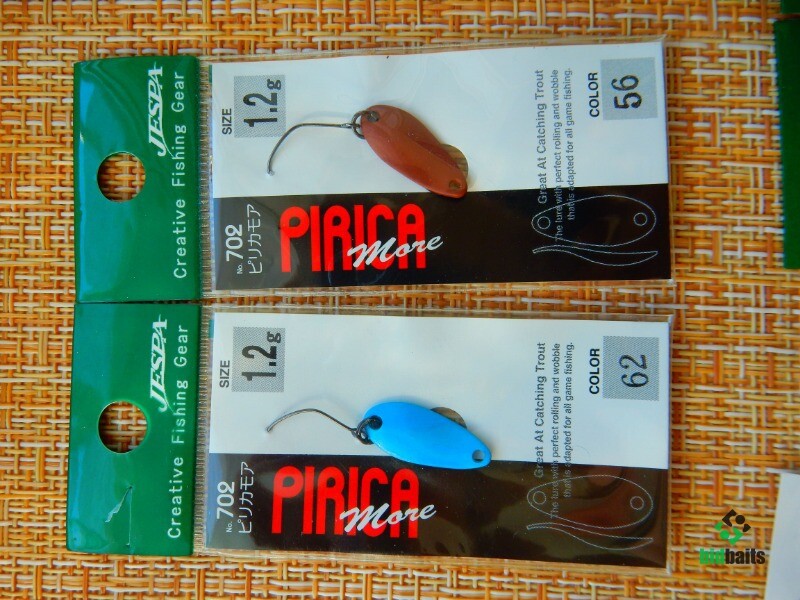 JESPA
Creative Fishing Gear
SIZE
1.2g
No. 702
ピリカモア
PIRICA
More
Great At Catching Trout
The lure with perfect rolling and wobble
that is adapted for all game fishing.
COLOR
56
JESPA
Creative Fishing Gear
SIZE
1.2g
No. 702
ピリカモア
PIRICA
More
Great At Catching Trout
The lure with perfect rolling and wobble
that is adapted for all game fishing.
COLOR
62
bidbaits